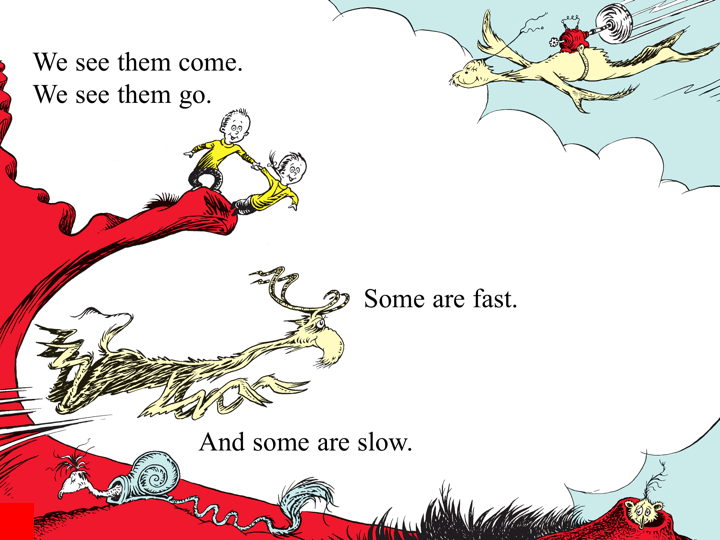 We see them come.
We see them go.
Some are fast.
And some are slow.